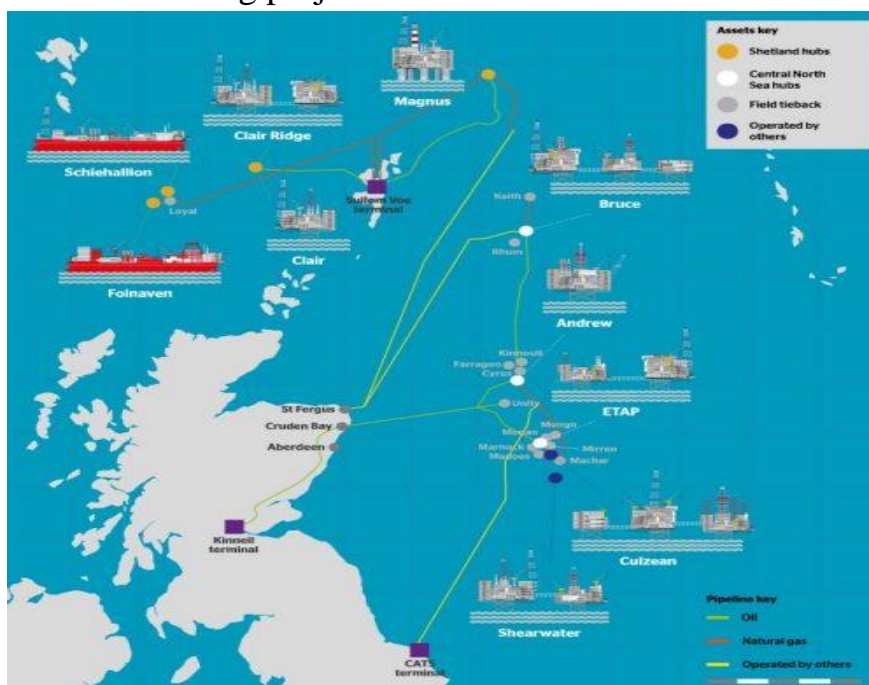 Assets key
Shetland hubs
Central North
Sea hubs
Field tieback
Operated by
others
Magnus
Clair Ridge
Schiehallion
Loyal
Sullom Voe
terminal
Clair
Foinaven
Keith
Bruce
Rhum
Andrew
Kinnoull
Farragon
Cyrus
ETAP
Unity
St Fergus
Cruden Bay
Aberdeen
Mungo
Monan
Marnock
Mirren
Madoes
Machar
Kinneil
terminal
Culzean
Shearwater
CATS
terminal
Pipeline key
Oil
Natural gas
Operated by others